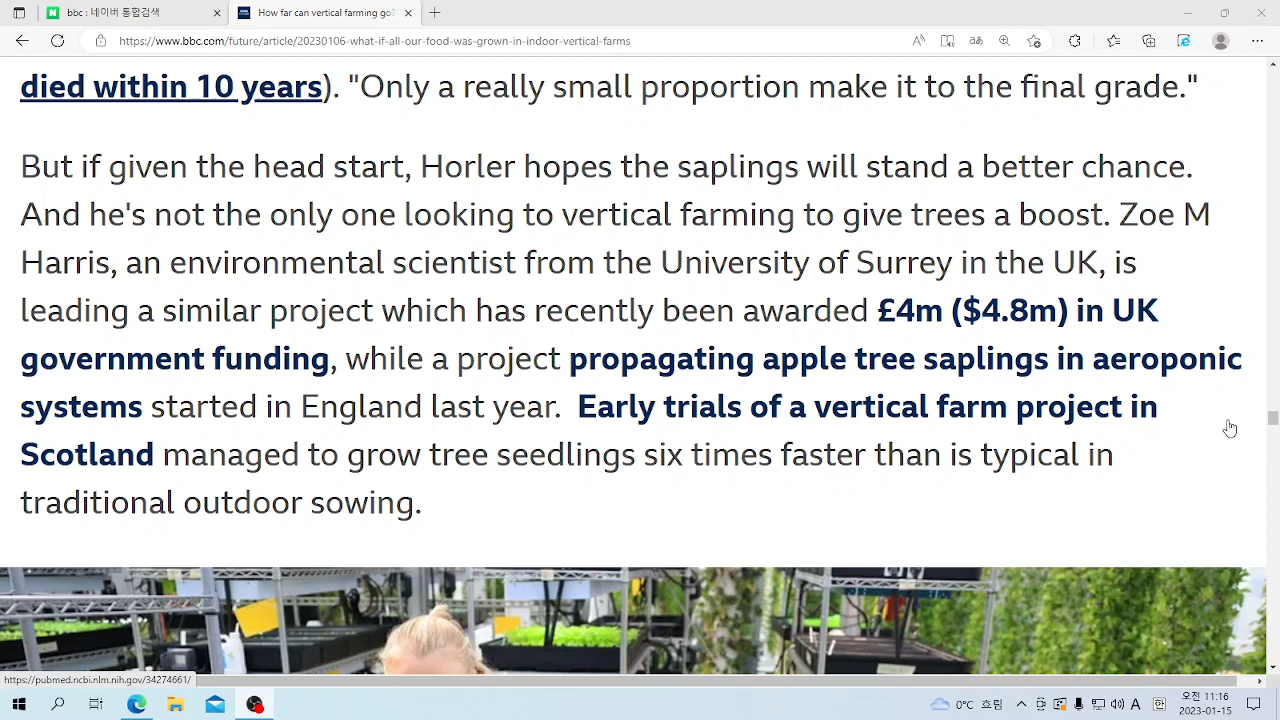 bbc : 네이버 통합검색
How far can vertical farming go?
https://www.bbc.com/future/article/20230106-what-if-all-our-food-was-grown-in-indoor-vertical-farms
died within 10 years). "Only a really small proportion make it to the final grade."
But if given the head start, Horler hopes the saplings will stand a better chance.
And he's not the only one looking to vertical farming to give trees a boost. Zoe M
Harris, an environmental scientist from the University of Surrey in the UK, is
leading a similar project which has recently been awarded £4m ($4.8m) in UK
government funding, while a project propagating apple tree saplings in aeroponic
systems started in England last year. Early trials of a vertical farm project in
Scotland managed to grow tree seedlings six times faster than is typical in
traditional outdoor sowing.
https://pubmed.ncbi.nlm.nih.gov/34274661/
0°C 흐림
A
오전 11:16
2023-01-15